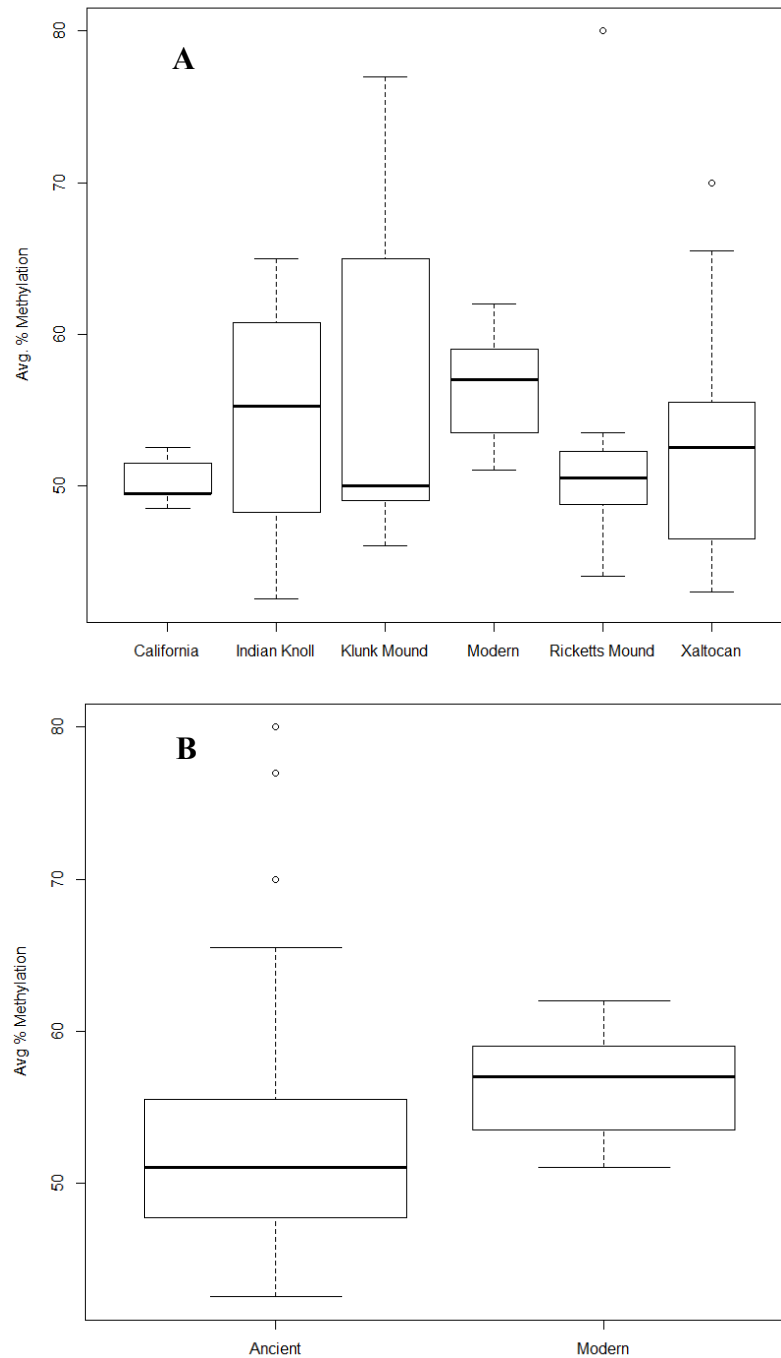 A
80
70
60
50
Avg. % Methylation
California Indian Knoll Klunk Mound Modern Ricketts Mound Xaltocan
B
80
70
60
50
Avg % Methylation
Ancient Modern